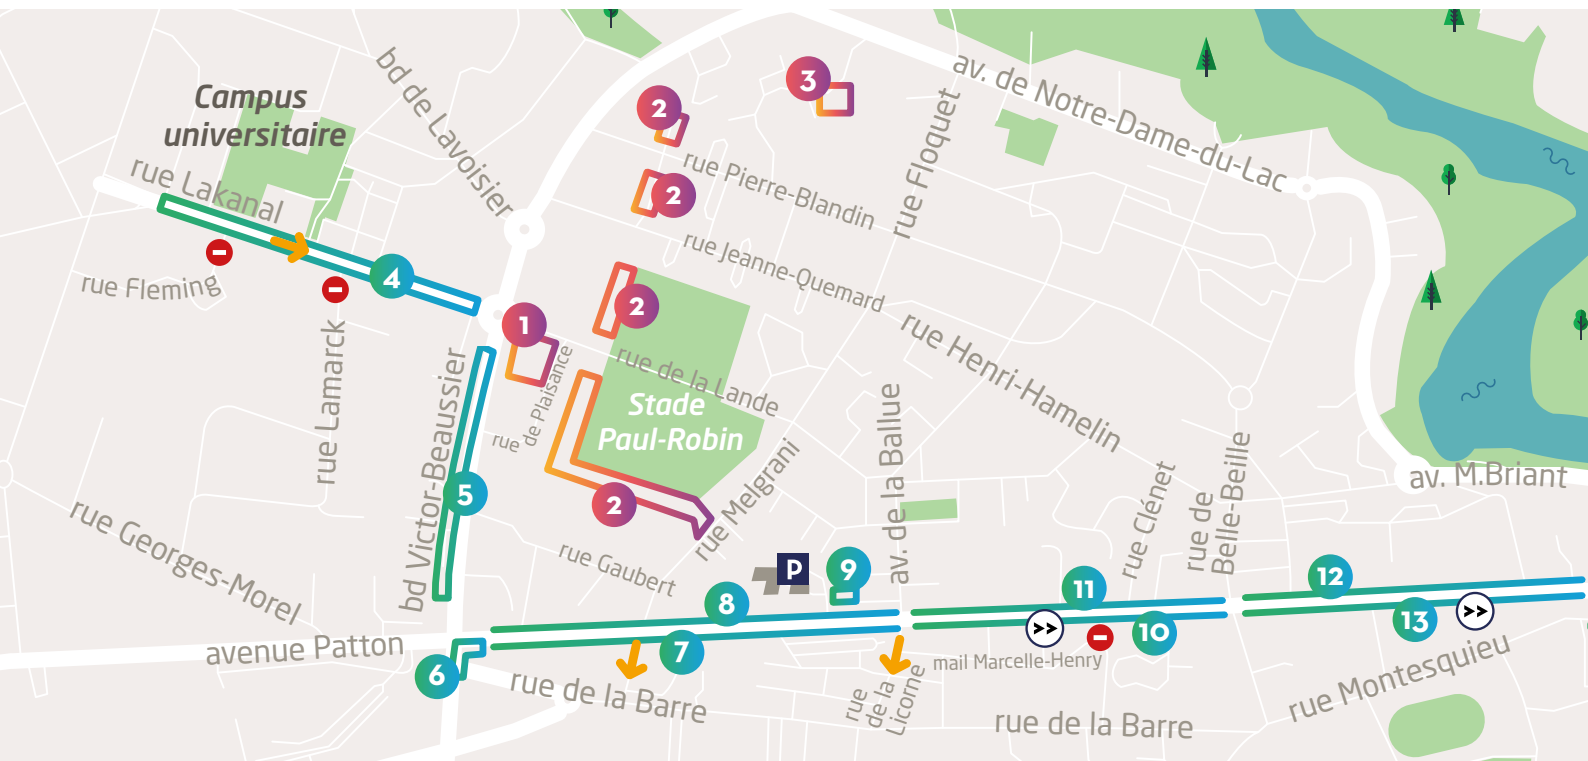 Campus
universitaire
bd de Lavoisier
av. de Notre-Dame-du-Lac
3
2
rue Lakanal
rue Pierre-Blandin
2
rue Floquet
rue Fleming
4
rue Jeanne-Quemard
2
1
rue Henri-Hamelin
rue Lamarck
bd Victor-Beaussier
rue
de Plaisance
rue de la Lande
Stade
Paul-Robin
av. de la Ballue
av. M.Briant
5
2
rue Melgrani
rue Clénet
rue de
Belle-Beille
rue Georges-Morel
rue Gaubert
P
9
8
11
12
>>
10
13
>>
avenue Patton
6
7
mail Marcelle-Henry
rue de la Barre
rue
de la
Licorne
rue de la Barre
rue Montesquieu